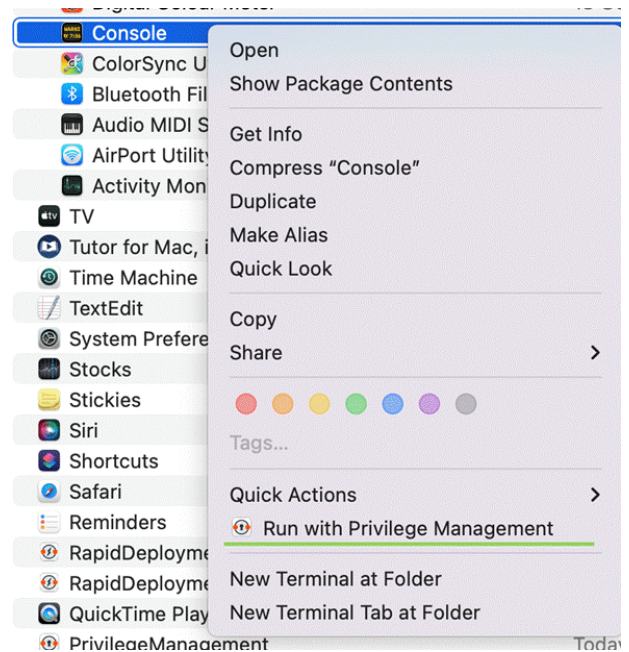 Console
ColorSync U
Bluetooth Fil
Audio MIDI S
AirPort Utility
Activity Mon
TV
Tutor for Mac, i
Time Machine
TextEdit
System Prefere
Stocks
Stickies
Siri
Shortcuts
Safari
Reminders
RapidDeployme
RapidDeployme
QuickTime Play
PrivilegeManagement
Today
Open
Show Package Contents
Get Info
Compress “Console”
Duplicate
Make Alias
Quick Look
Copy
Share
Tags...
Quick Actions
Run with Privilege Management
New Terminal at Folder
New Terminal Tab at Folder